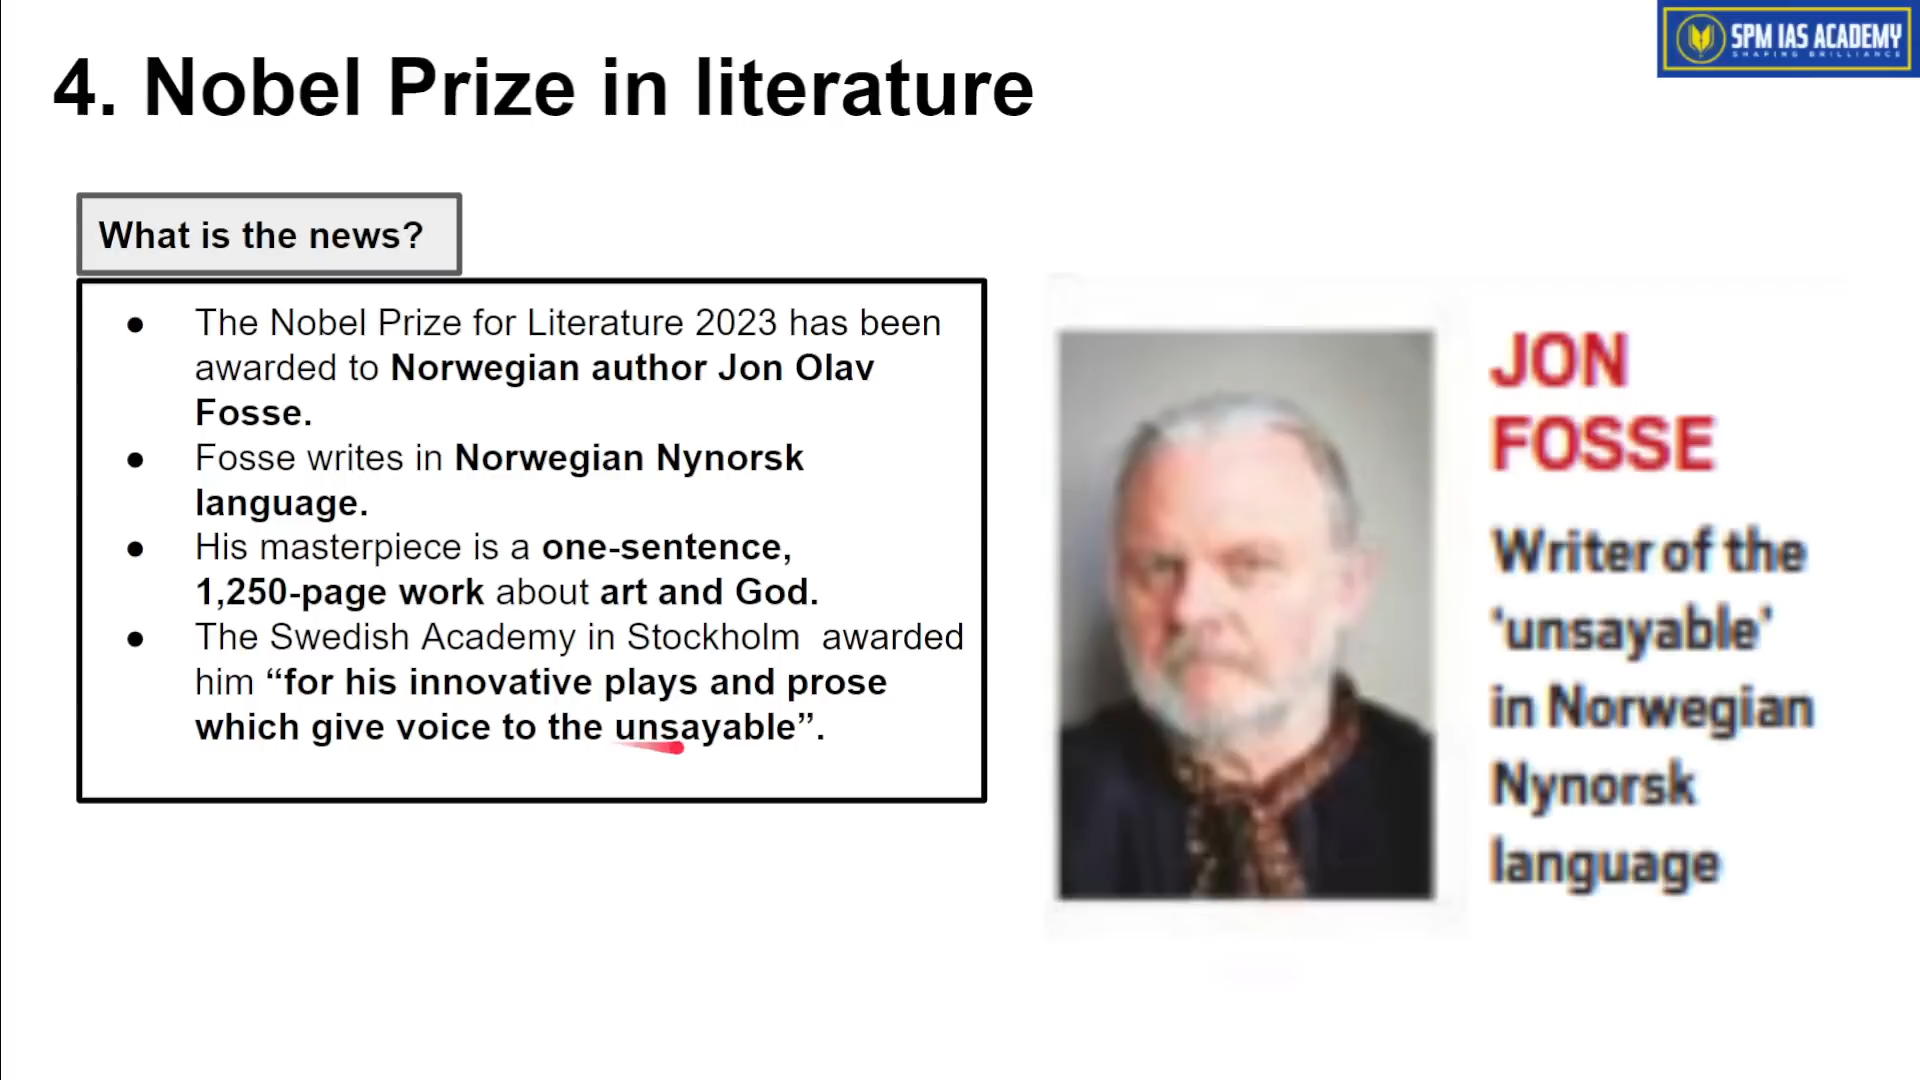 SPM IAS ACADEMY
SHAPING BRILLIANCE
4. Nobel Prize in literature
What is the news?
● The Nobel Prize for Literature 2023 has been
awarded to Norwegian author Jon Olav
Fosse.
● Fosse writes in Norwegian Nynorsk
language.
● His masterpiece is a one-sentence,
1,250-page work about art and God.
● The Swedish Academy in Stockholm awarded
him “for his innovative plays and prose
which give voice to the unsayable”.
JON
FOSSE
Writer of the
‘unsayable’
in Norwegian
Nynorsk
language